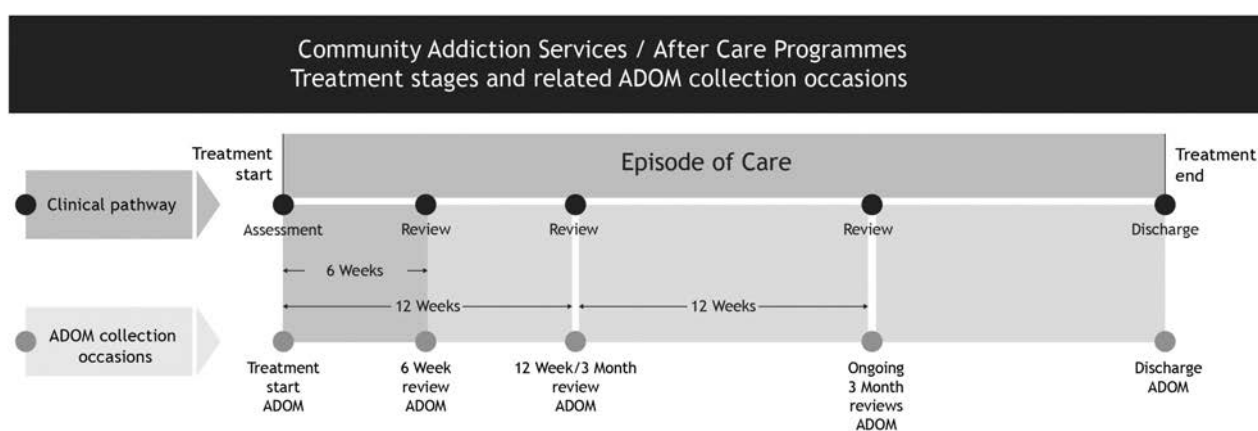 Community Addiction Services / After Care Programmes
Treatment stages and related ADOM collection occasions
Treatment
start
Episode of Care
Treatment
end
Clinical pathway
Assessment
Review
Review
Review
Discharge
6 Weeks
12 Weeks
12 Weeks
ADOM collection
occasions
Treatment
start
ADOM
6 Week
review
ADOM
12 Week/3 Month
review
ADOM
Ongoing
3 Month
reviews
ADOM
Discharge
ADOM